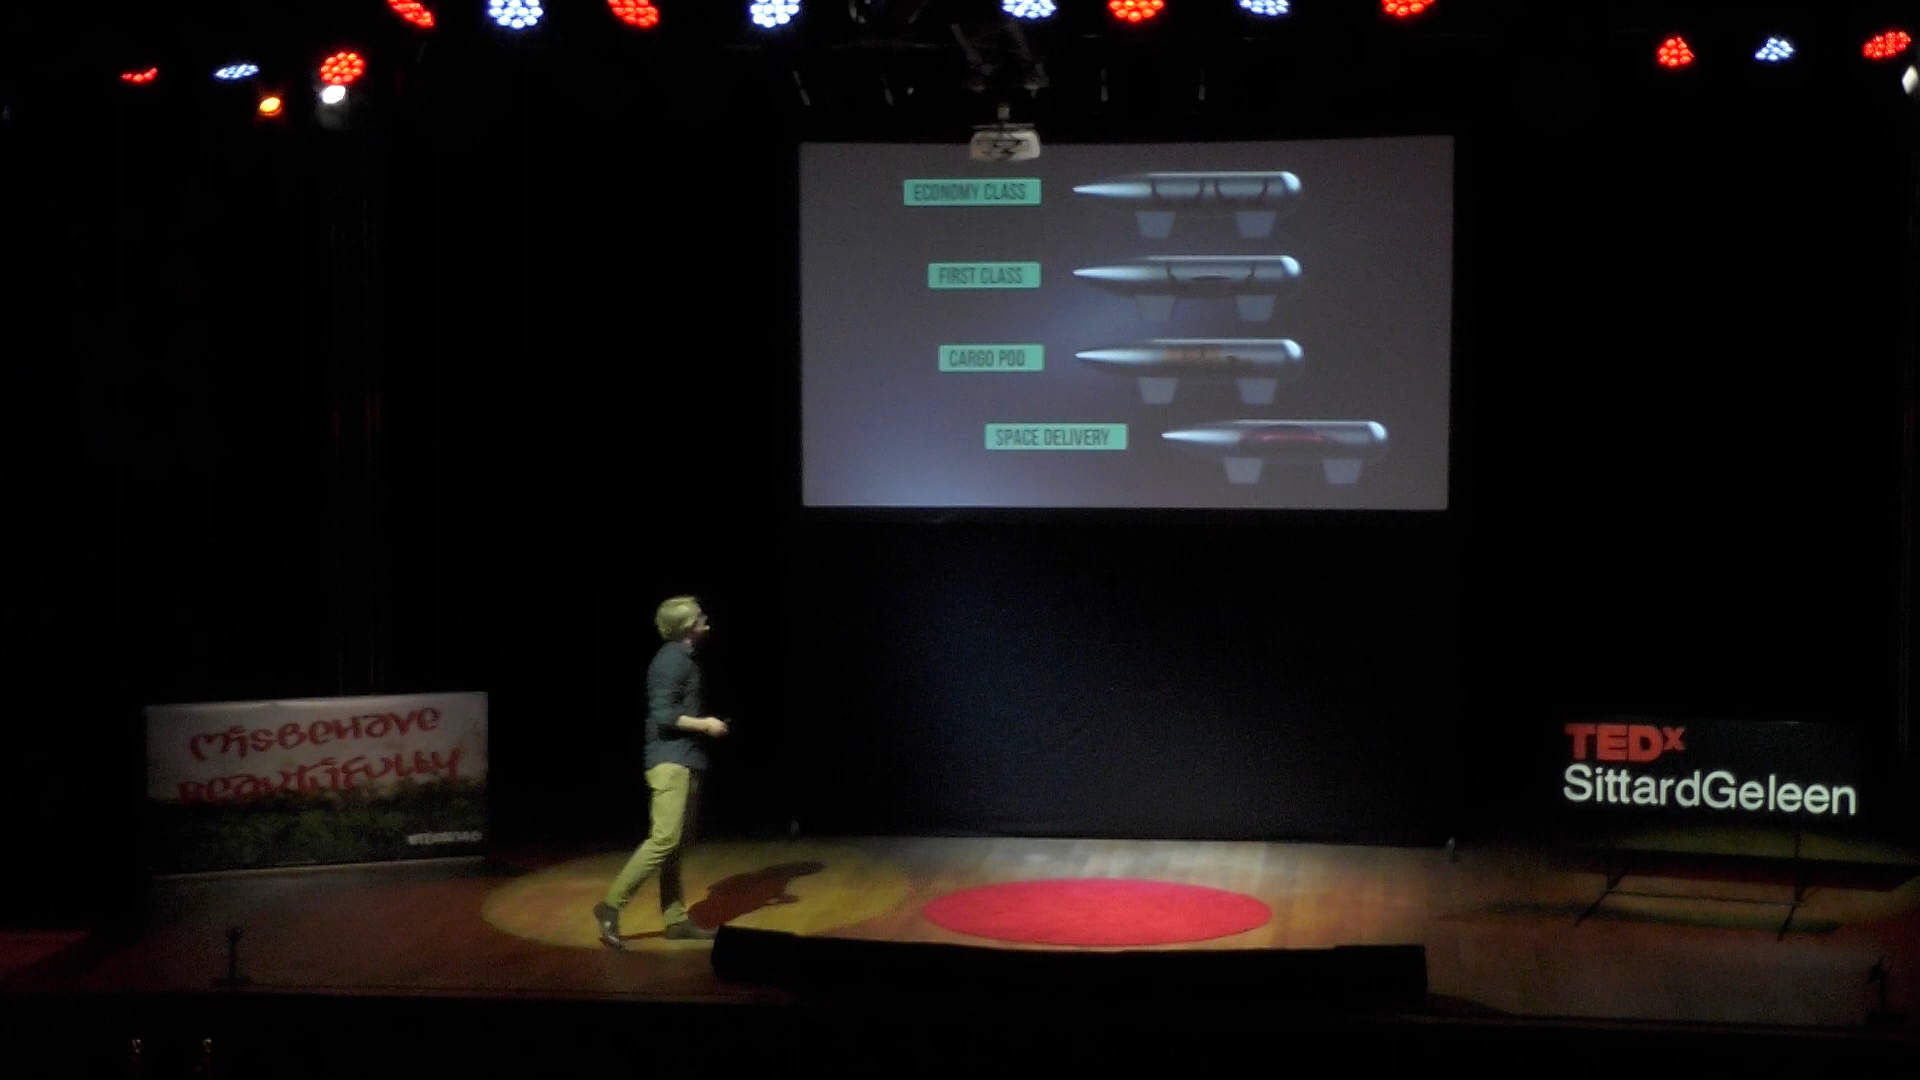 ECONOMY CLASS
FIRST CLASS
CARGO POD
SPACE DELIVERY
MISBEHAVE
BEAUTIFULLY
TEDx
SittardGeleen